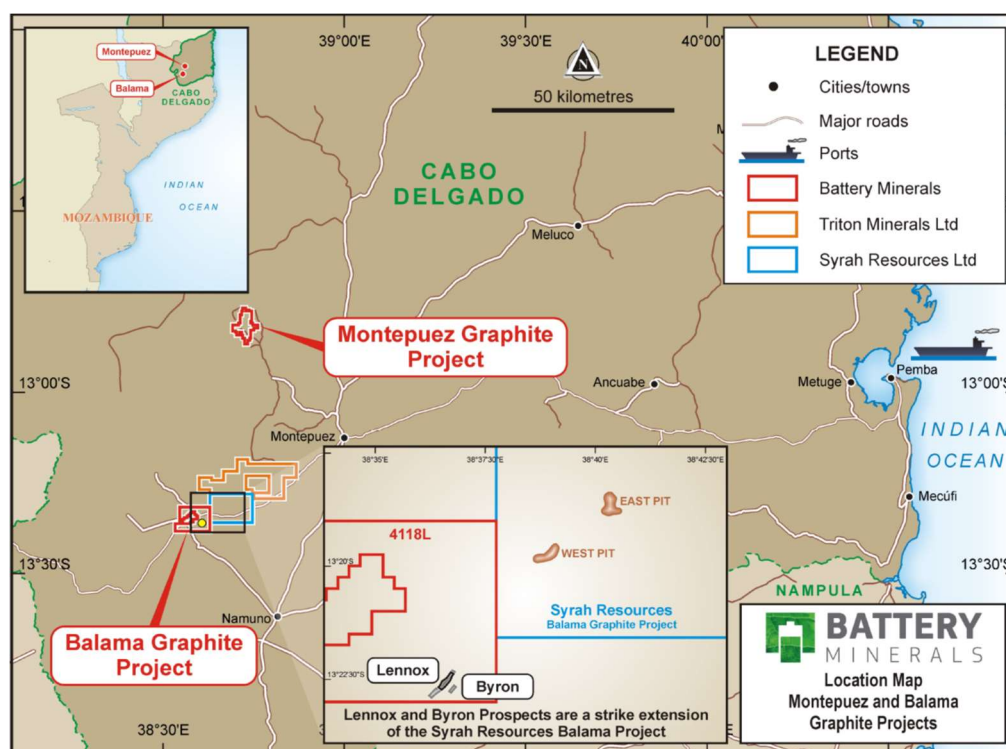 39°00'E
39°30'E
40°00'
Montepuez
Balama
CABO
DELGADO
INDIAN
OCEAN
MOZAMBIQUE
N
50 kilometres
LEGEND
Cities/towns
Major roads
Ports
Battery Minerals
Triton Minerals Ltd
Syrah Resources Ltd
CABO
DELGADO
Meluco
M
Montepuez Graphite
Project
13°00'S
Ancuabe
Metuge
Pemba
13°00'S
Montepuez
INDIAN
OCEAN
Mecúfi
13°30'S
13°30'S
NAMPULA
Namuno
Balama Graphite
Project
38°30'E
39°
38°35'E
38°37'30"E
38°40'E
38°42'30"E
EAST PIT
4118L
WEST PIT
13°20'S
Syrah Resources
Balama Graphite Project
13°22'30"S
Lennox
Byron
Lennox and Byron Prospects are a strike extension
of the Syrah Resources Balama Project
BATTERY
MINERALS
Location Map
Montepuez and Balama
Graphite Projects